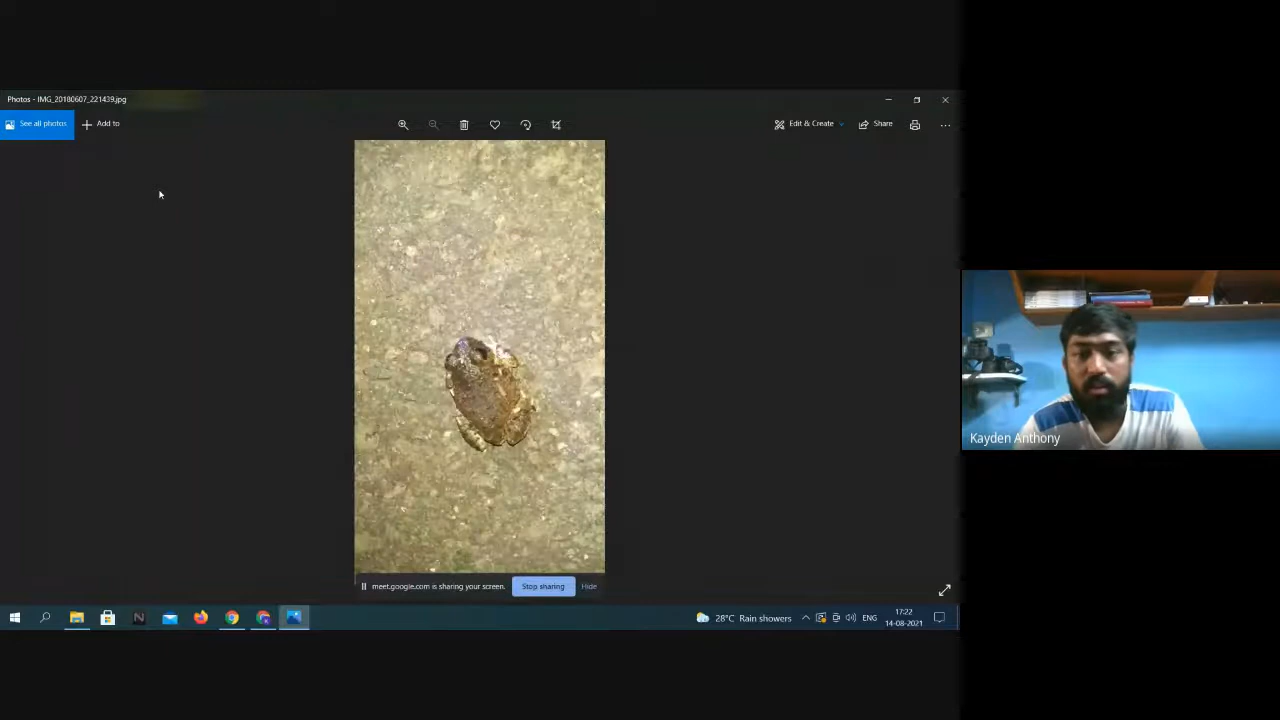 Photos - IMG_20180607_221439.jpg
See all photos
Add to
Edit & Create
Share
Kayden Anthony
meet.google.com is sharing your screen.
Stop sharing
Hide
28°C Rain showers
ENG
17:22
14-08-2021